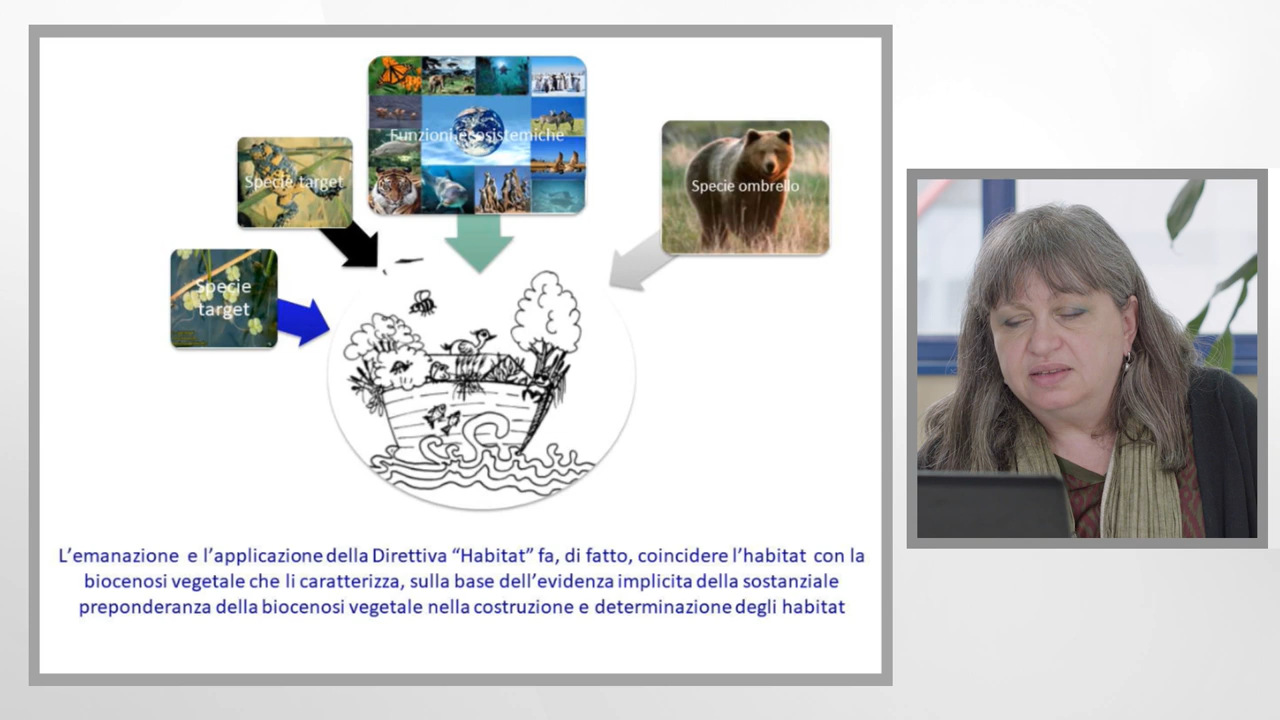 Funzioni ecosistemiche
Specie target
Specie ombrello
Specie
target
L’emanazione e l’applicazione della Direttiva “Habitat” fa, di fatto, coincidere l’habitat con la
biocenosi vegetale che li caratterizza, sulla base dell’evidenza implicita della sostanziale
preponderanza della biocenosi vegetale nella costruzione e determinazione degli habitat